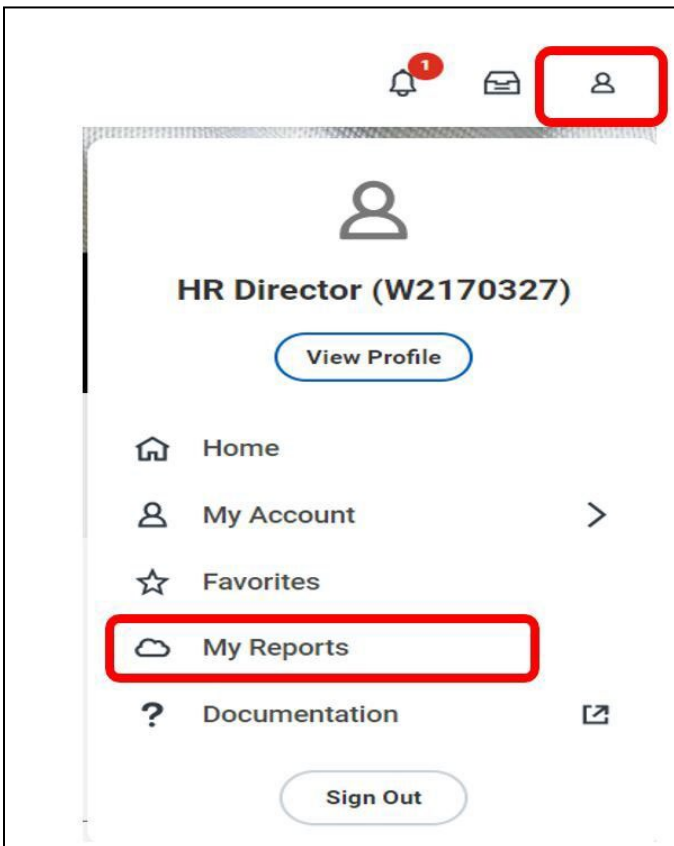 1
HR Director (W2170327)
View Profile
Home
My Account
Favorites
My Reports
Documentation
Sign Out